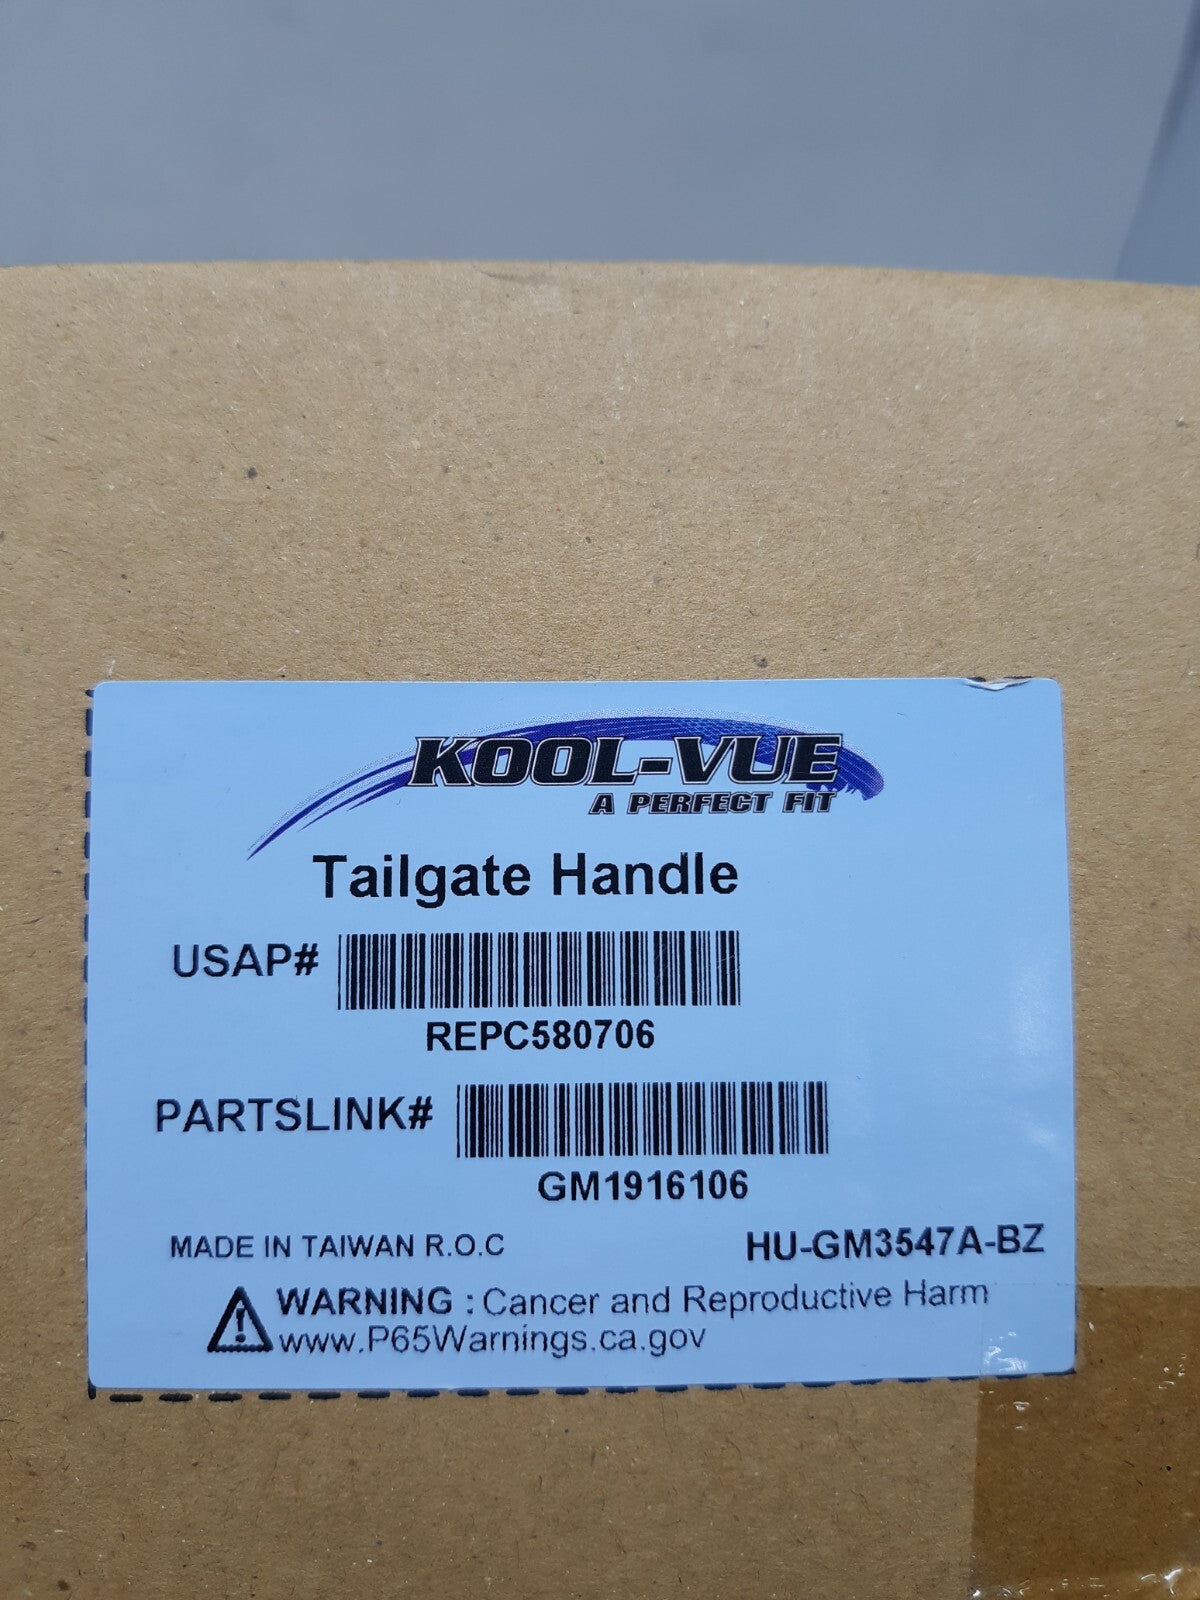 KOOL-VUE
A PERFECT FIT
Tailgate Handle
USAP#
REPC580706
PARTSLINK#
GM1916106
MADE IN TAIWAN R.O.C
HU-GM3547A-BZ
WARNING : Cancer and Reproductive Harm
www.P65Warnings.ca.gov